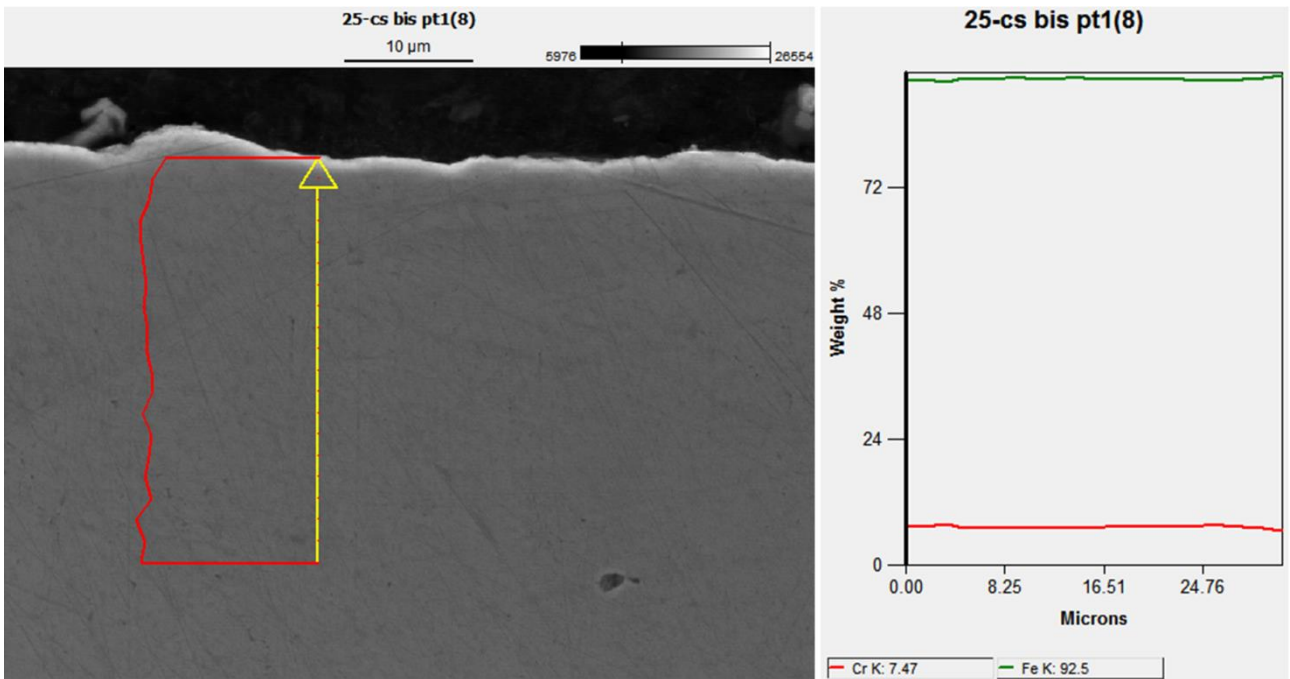 25-cs bis pt1(8)
10 µm
5976
26554
25-cs bis pt1(8)
72
48
24
0
Weight %
0.00 8.25 16.51 24.76
Microns
Cr K: 7.47 Fe K: 92.5